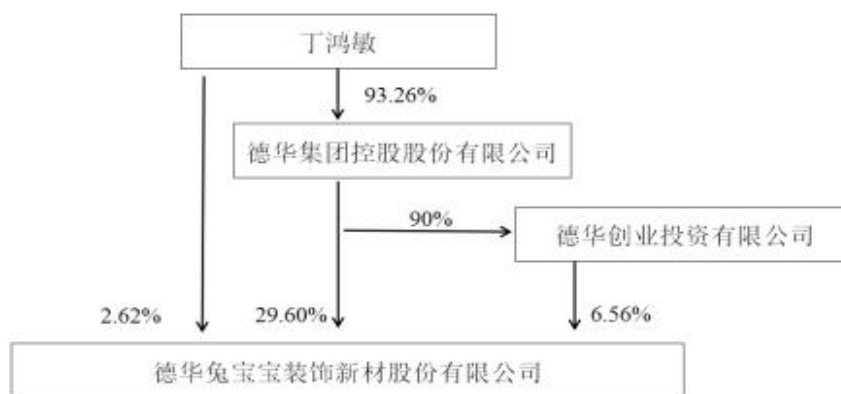 丁鸿敏
93.26%
德华集团控股股份有限公司
90%
德华创业投资有限公司
2.62%
29.60%
6.56%
德华兔宝宝装饰新材股份有限公司